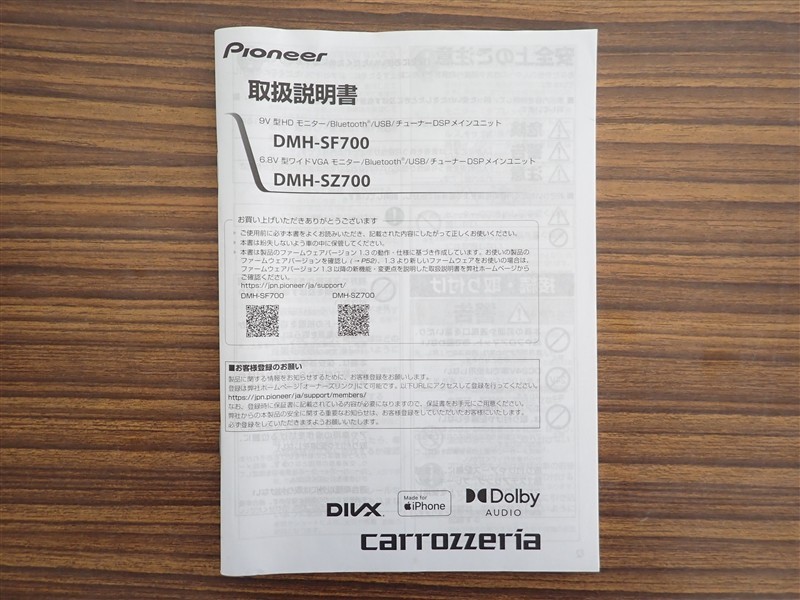 Pioneer
取扱説明書
9V 型HD モニター/Bluetooth®/USB/チューナーDSPメインユニット
DMH-SF700
6.8V 型ワイドVGA モニター/Bluetooth®/USB/チューナーDSPメインユニット
DMH-SZ700
お買い上げいただきありがとうございます
• ご使用前に必ず本書をよくお読みいただき、記載された内容にしたがって正しくお使いください。
• 本書は紛失しないよう車の中に保管してください。
• 本書は製品のファームウェアバージョン 1.3 の動作・仕様に基づき作成しています。お使いの製品の
ファームウェアバージョンを確認し(→P52)、1.3 より新しいファームウェアをお使いの場合は、
ファームウェアバージョン 1.3 以降の新機能・変更点を説明した取扱説明書を弊社ホームページから
ご確認ください。
https://jpn.pioneer/ja/support/
DMH-SF700 DMH-SZ700
■お客様登録のお願い
製品に関する情報をお知らせするために、お客様登録をお願いします。
登録は弊社ホームページ「オーナーズリンク」にて可能です。以下URLにアクセスして登録を行ってください。
https://jpn.pioneer/ja/support/members/
なお、登録時に保証書に記載されている内容が必要になりますので、保証書をお手元にご用意ください。
弊社からの本製品の安全に関する重要なお知らせは、お客様登録をしていただいたお客様にいたします。
必ず登録をしていただきますようお願いいたします。
DIVX
Made for
iPhone
Dolby
AUDIO
carrozzeria